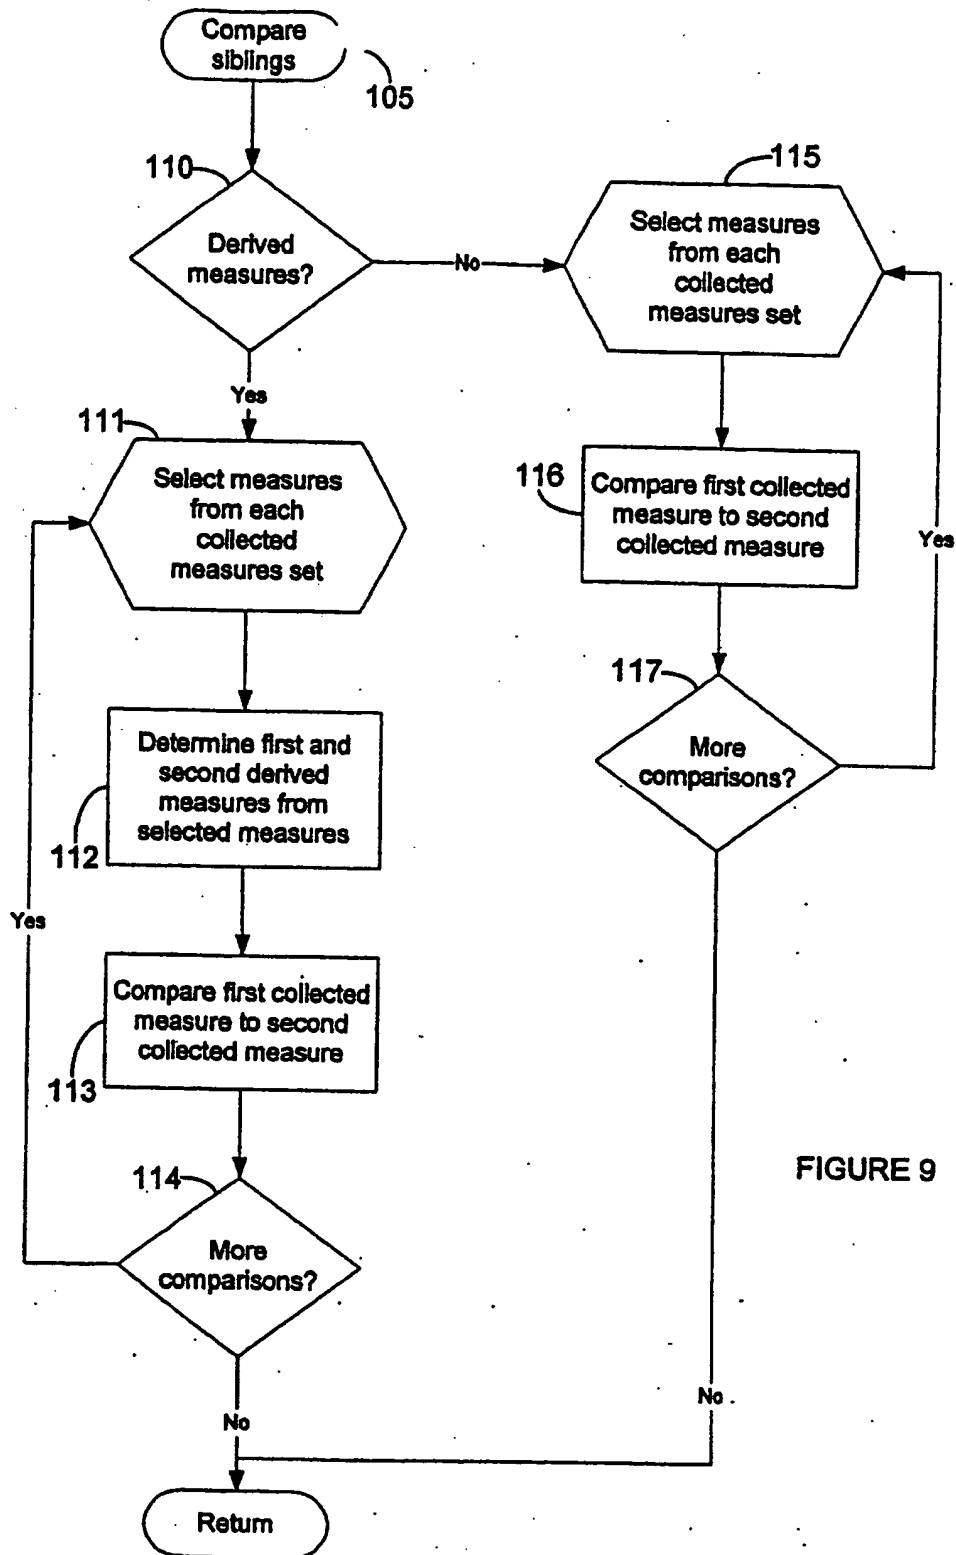 Compare
siblings
105
110
Derived
measures?
No
115
Select measures
from each
collected
measures set
Yes
111
Select measures
from each
collected
measures set
116
Compare first collected
measure to second
collected measure
Yes
117
More
comparisons?
Determine first and
second derived
measures from
selected measures
112
Yes
Compare first collected
measure to second
collected measure
113
FIGURE 9
114
More
comparisons?
No
No
Return